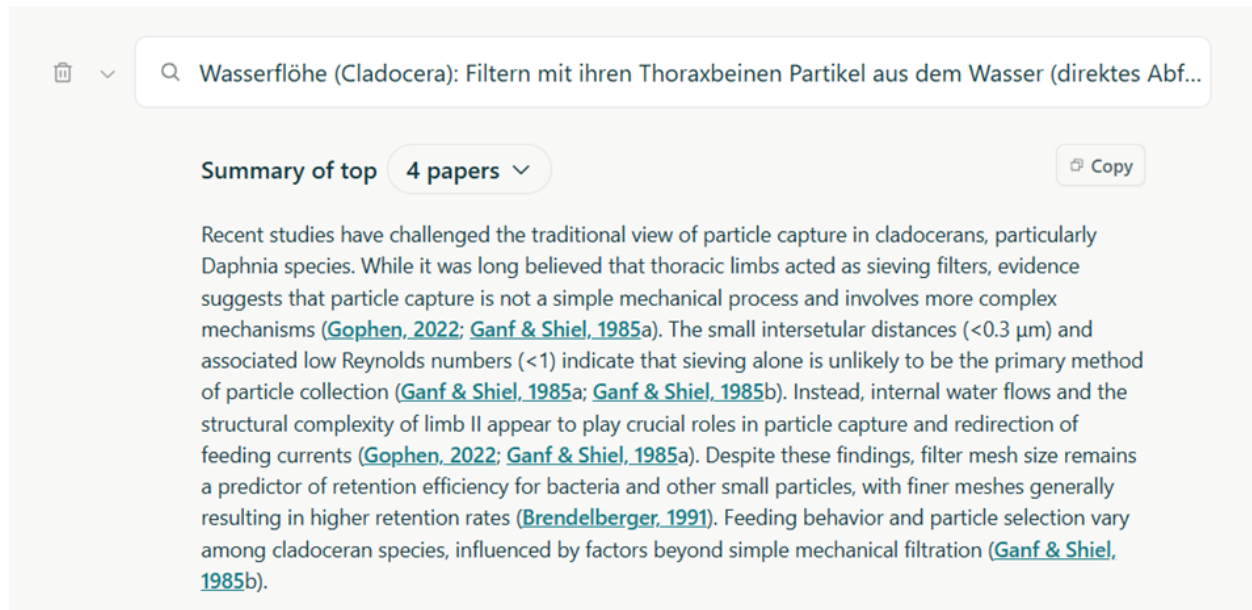 Wasserflöhe (Cladocera): Filtern mit ihren Thoraxbeinen Partikel aus dem Wasser (direktes Abf...
Summary of top 4 papers
Copy
Recent studies have challenged the traditional view of particle capture in cladocerans, particularly
Daphnia species. While it was long believed that thoracic limbs acted as sieving filters, evidence
suggests that particle capture is not a simple mechanical process and involves more complex
mechanisms (Gophen, 2022; Ganf & Shiel, 1985a). The small intersetular distances (<0.3 μm) and
associated low Reynolds numbers (<1) indicate that sieving alone is unlikely to be the primary method
of particle collection (Ganf & Shiel, 1985a; Ganf & Shiel, 1985b). Instead, internal water flows and the
structural complexity of limb II appear to play crucial roles in particle capture and redirection of
feeding currents (Gophen, 2022; Ganf & Shiel, 1985a). Despite these findings, filter mesh size remains
a predictor of retention efficiency for bacteria and other small particles, with finer meshes generally
resulting in higher retention rates (Brendelberger, 1991). Feeding behavior and particle selection vary
among cladoceran species, influenced by factors beyond simple mechanical filtration (Ganf & Shiel,
1985b).